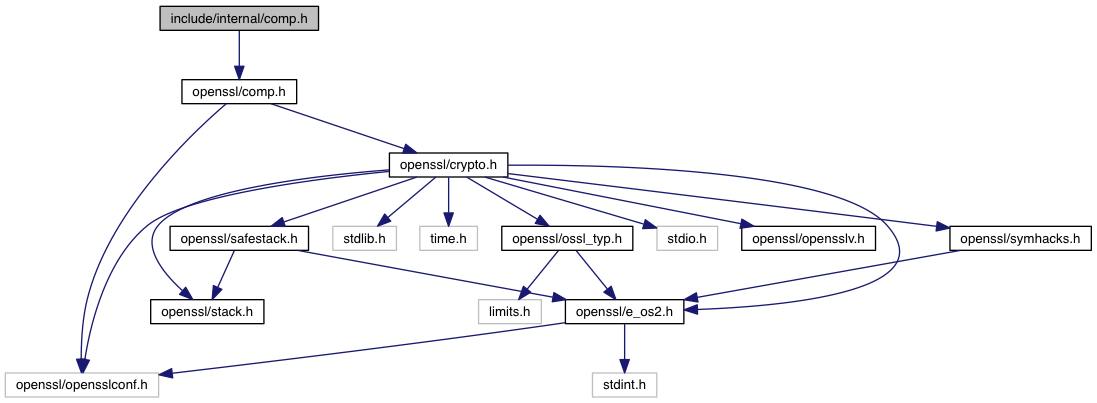 include/internal/comp.h
openssl/comp.h
openssl/crypto.h
openssl/safestack.h
stdlib.h
time.h
openssl/ossl_typ.h
stdio.h
openssl/opensslv.h
openssl/symhacks.h
openssl/stack.h
limits.h
openssl/e_os2.h
openssl/opensslconf.h
stdint.h